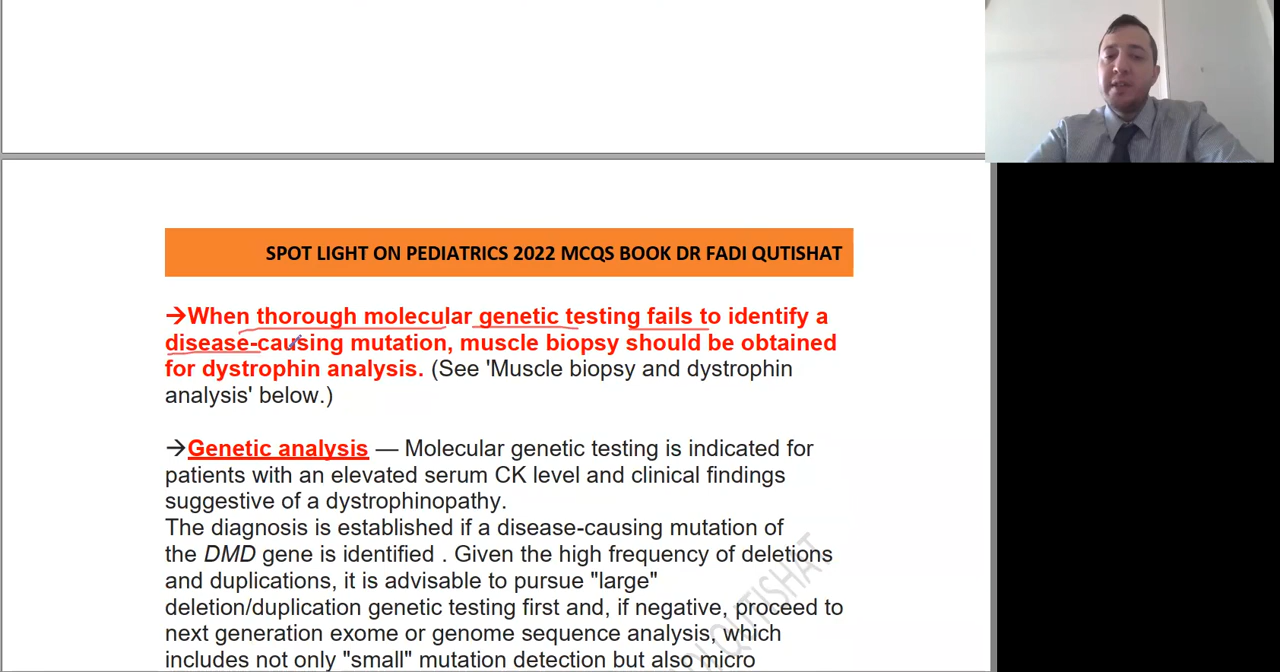 SPOT LIGHT ON PEDIATRICS 2022 MCQS BOOK DR FADI QUTISHAT
→When thorough molecular genetic testing fails to identify a
disease-causing mutation, muscle biopsy should be obtained
for dystrophin analysis. (See 'Muscle biopsy and dystrophin
analysis' below.)
→Genetic analysis — Molecular genetic testing is indicated for
patients with an elevated serum CK level and clinical findings
suggestive of a dystrophinopathy.
The diagnosis is established if a disease-causing mutation of
the DMD gene is identified . Given the high frequency of deletions
and duplications, it is advisable to pursue "large"
deletion/duplication genetic testing first and, if negative, proceed to
next generation exome or genome sequence analysis, which
includes not only "small" mutation detection but also micro
QUTISHAT